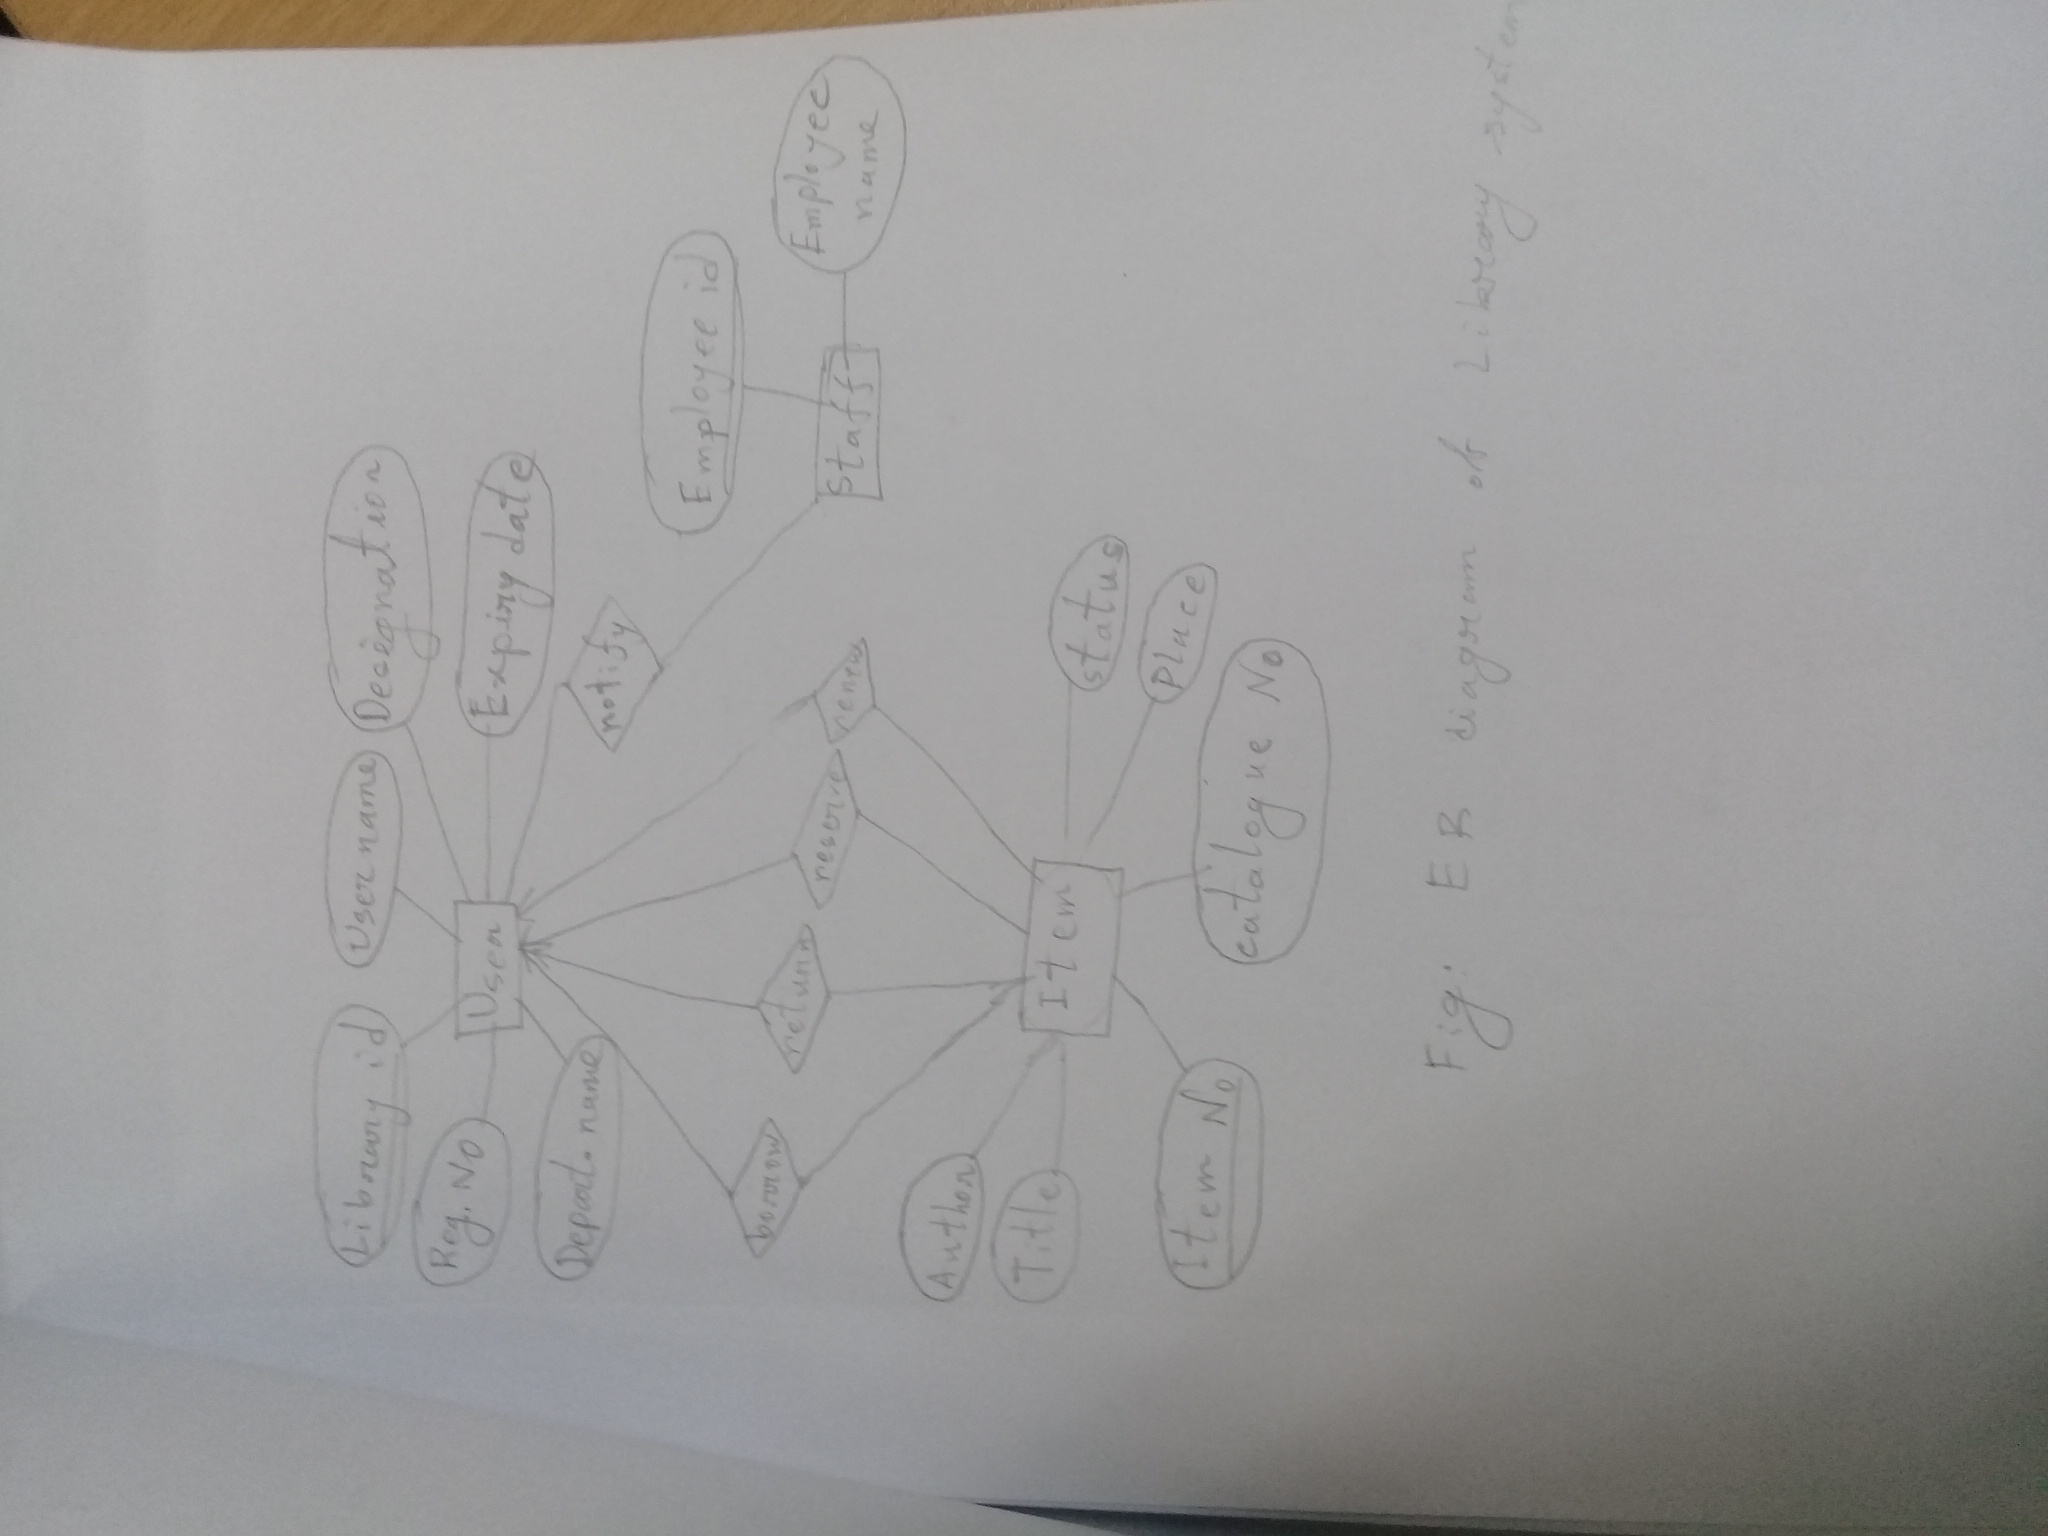 Library id
User name
Designation
Reg. No
User
Expiry date
Depart. name
notify
Employee id
borrow
return
reserve
renew
Staff
Employee
name
Author
Title
Item
status
Place
Item No
catalogue No
Fig: ER diagram of Library system